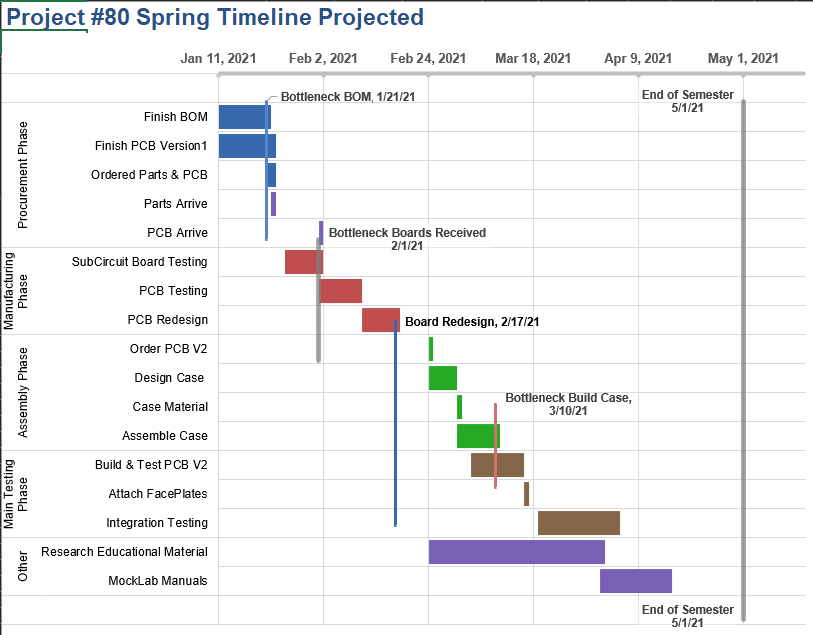 Project #80 Spring Timeline Projected
Jan 11, 2021
Feb 2, 2021
Feb 24, 2021
Mar 18, 2021
Apr 9, 2021
May 1, 2021
Bottleneck BOM, 1/21/21
End of Semester
5/1/21
Procurement Phase
Finish BOM
Finish PCB Version1
Ordered Parts & PCB
Parts Arrive
PCB Arrive
Bottleneck Boards Received
2/1/21
Manufacturing
Phase
SubCircuit Board Testing
PCB Testing
PCB Redesign
Board Redesign, 2/17/21
Assembly Phase
Order PCB V2
Design Case
Case Material
Assemble Case
Bottleneck Build Case,
3/10/21
Main Testing
Phase
Build & Test PCB V2
Attach FacePlates
Integration Testing
Other
Research Educational Material
MockLab Manuals
End of Semester
5/1/21